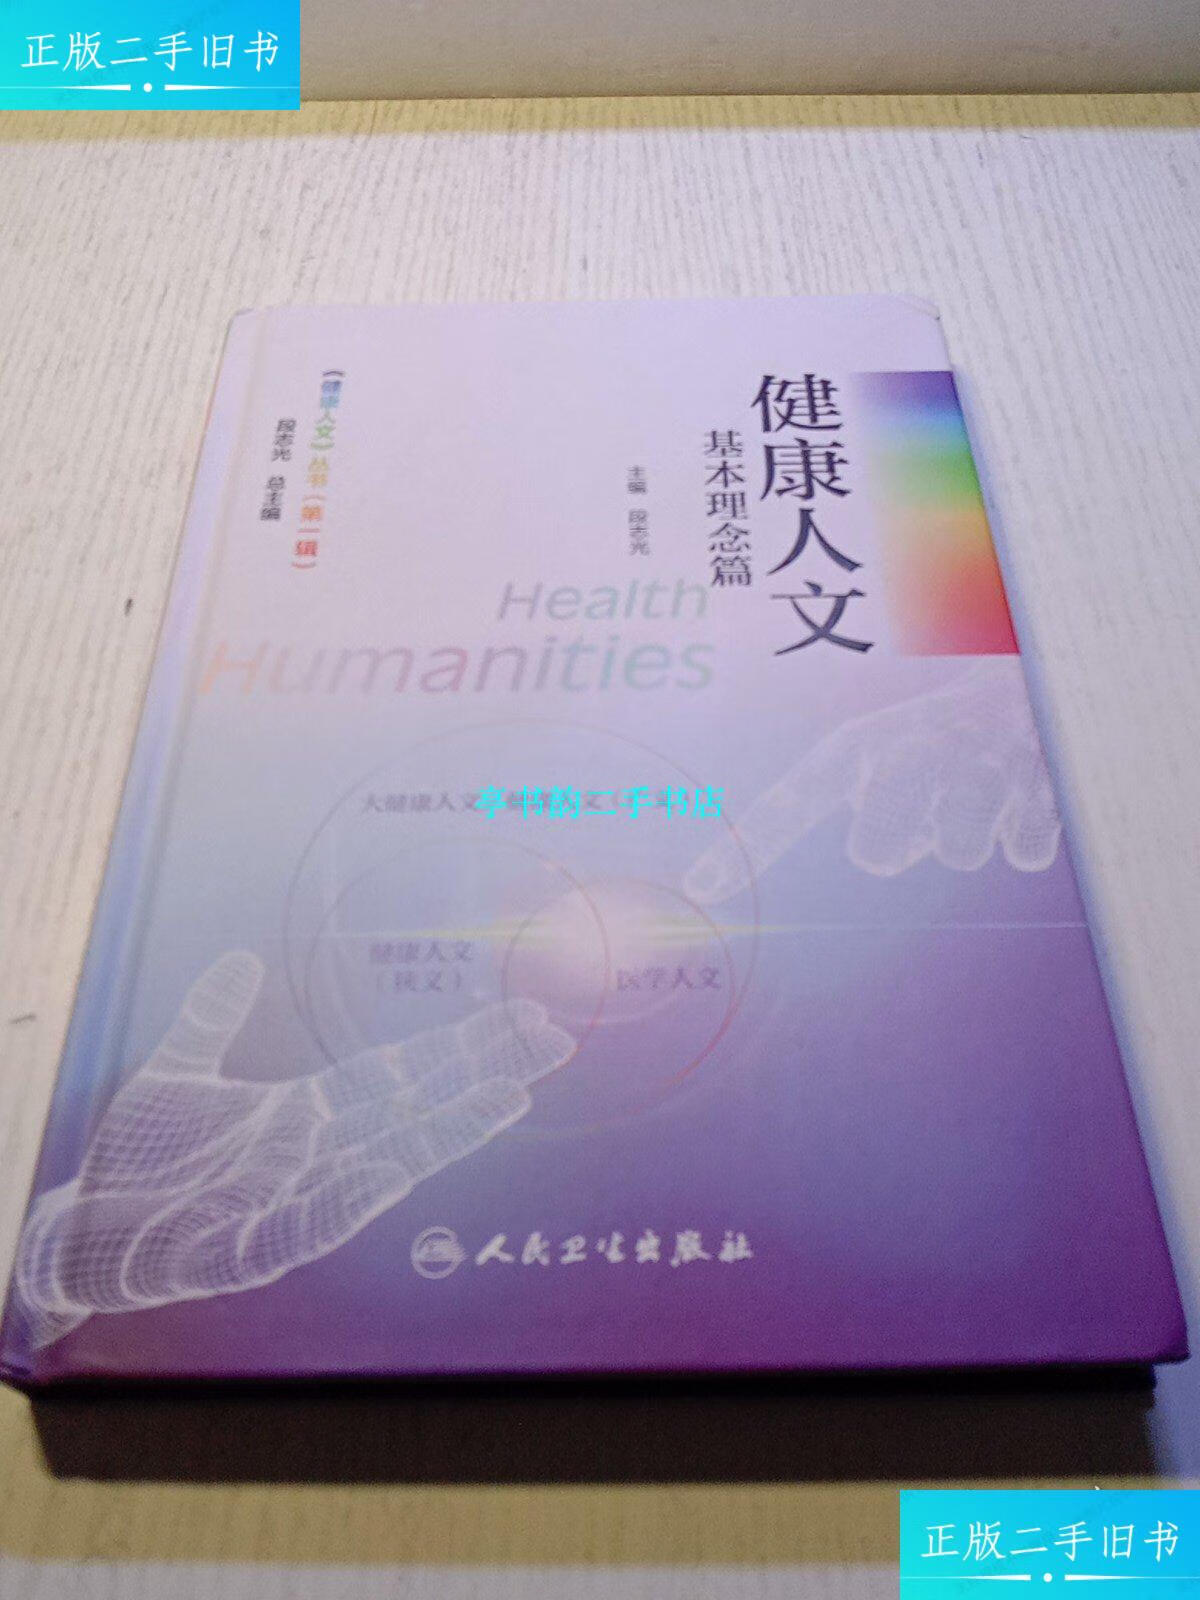 正版二手旧书
健康人文
基本理念篇
主编 段志光
《健康人文》丛书（第一辑）
段志光 总主编
Health
Humanities
大健康人文
亭书韵二手书店
健康人文
（狭义）
医学人文
人民卫生出版社
正版二手旧书